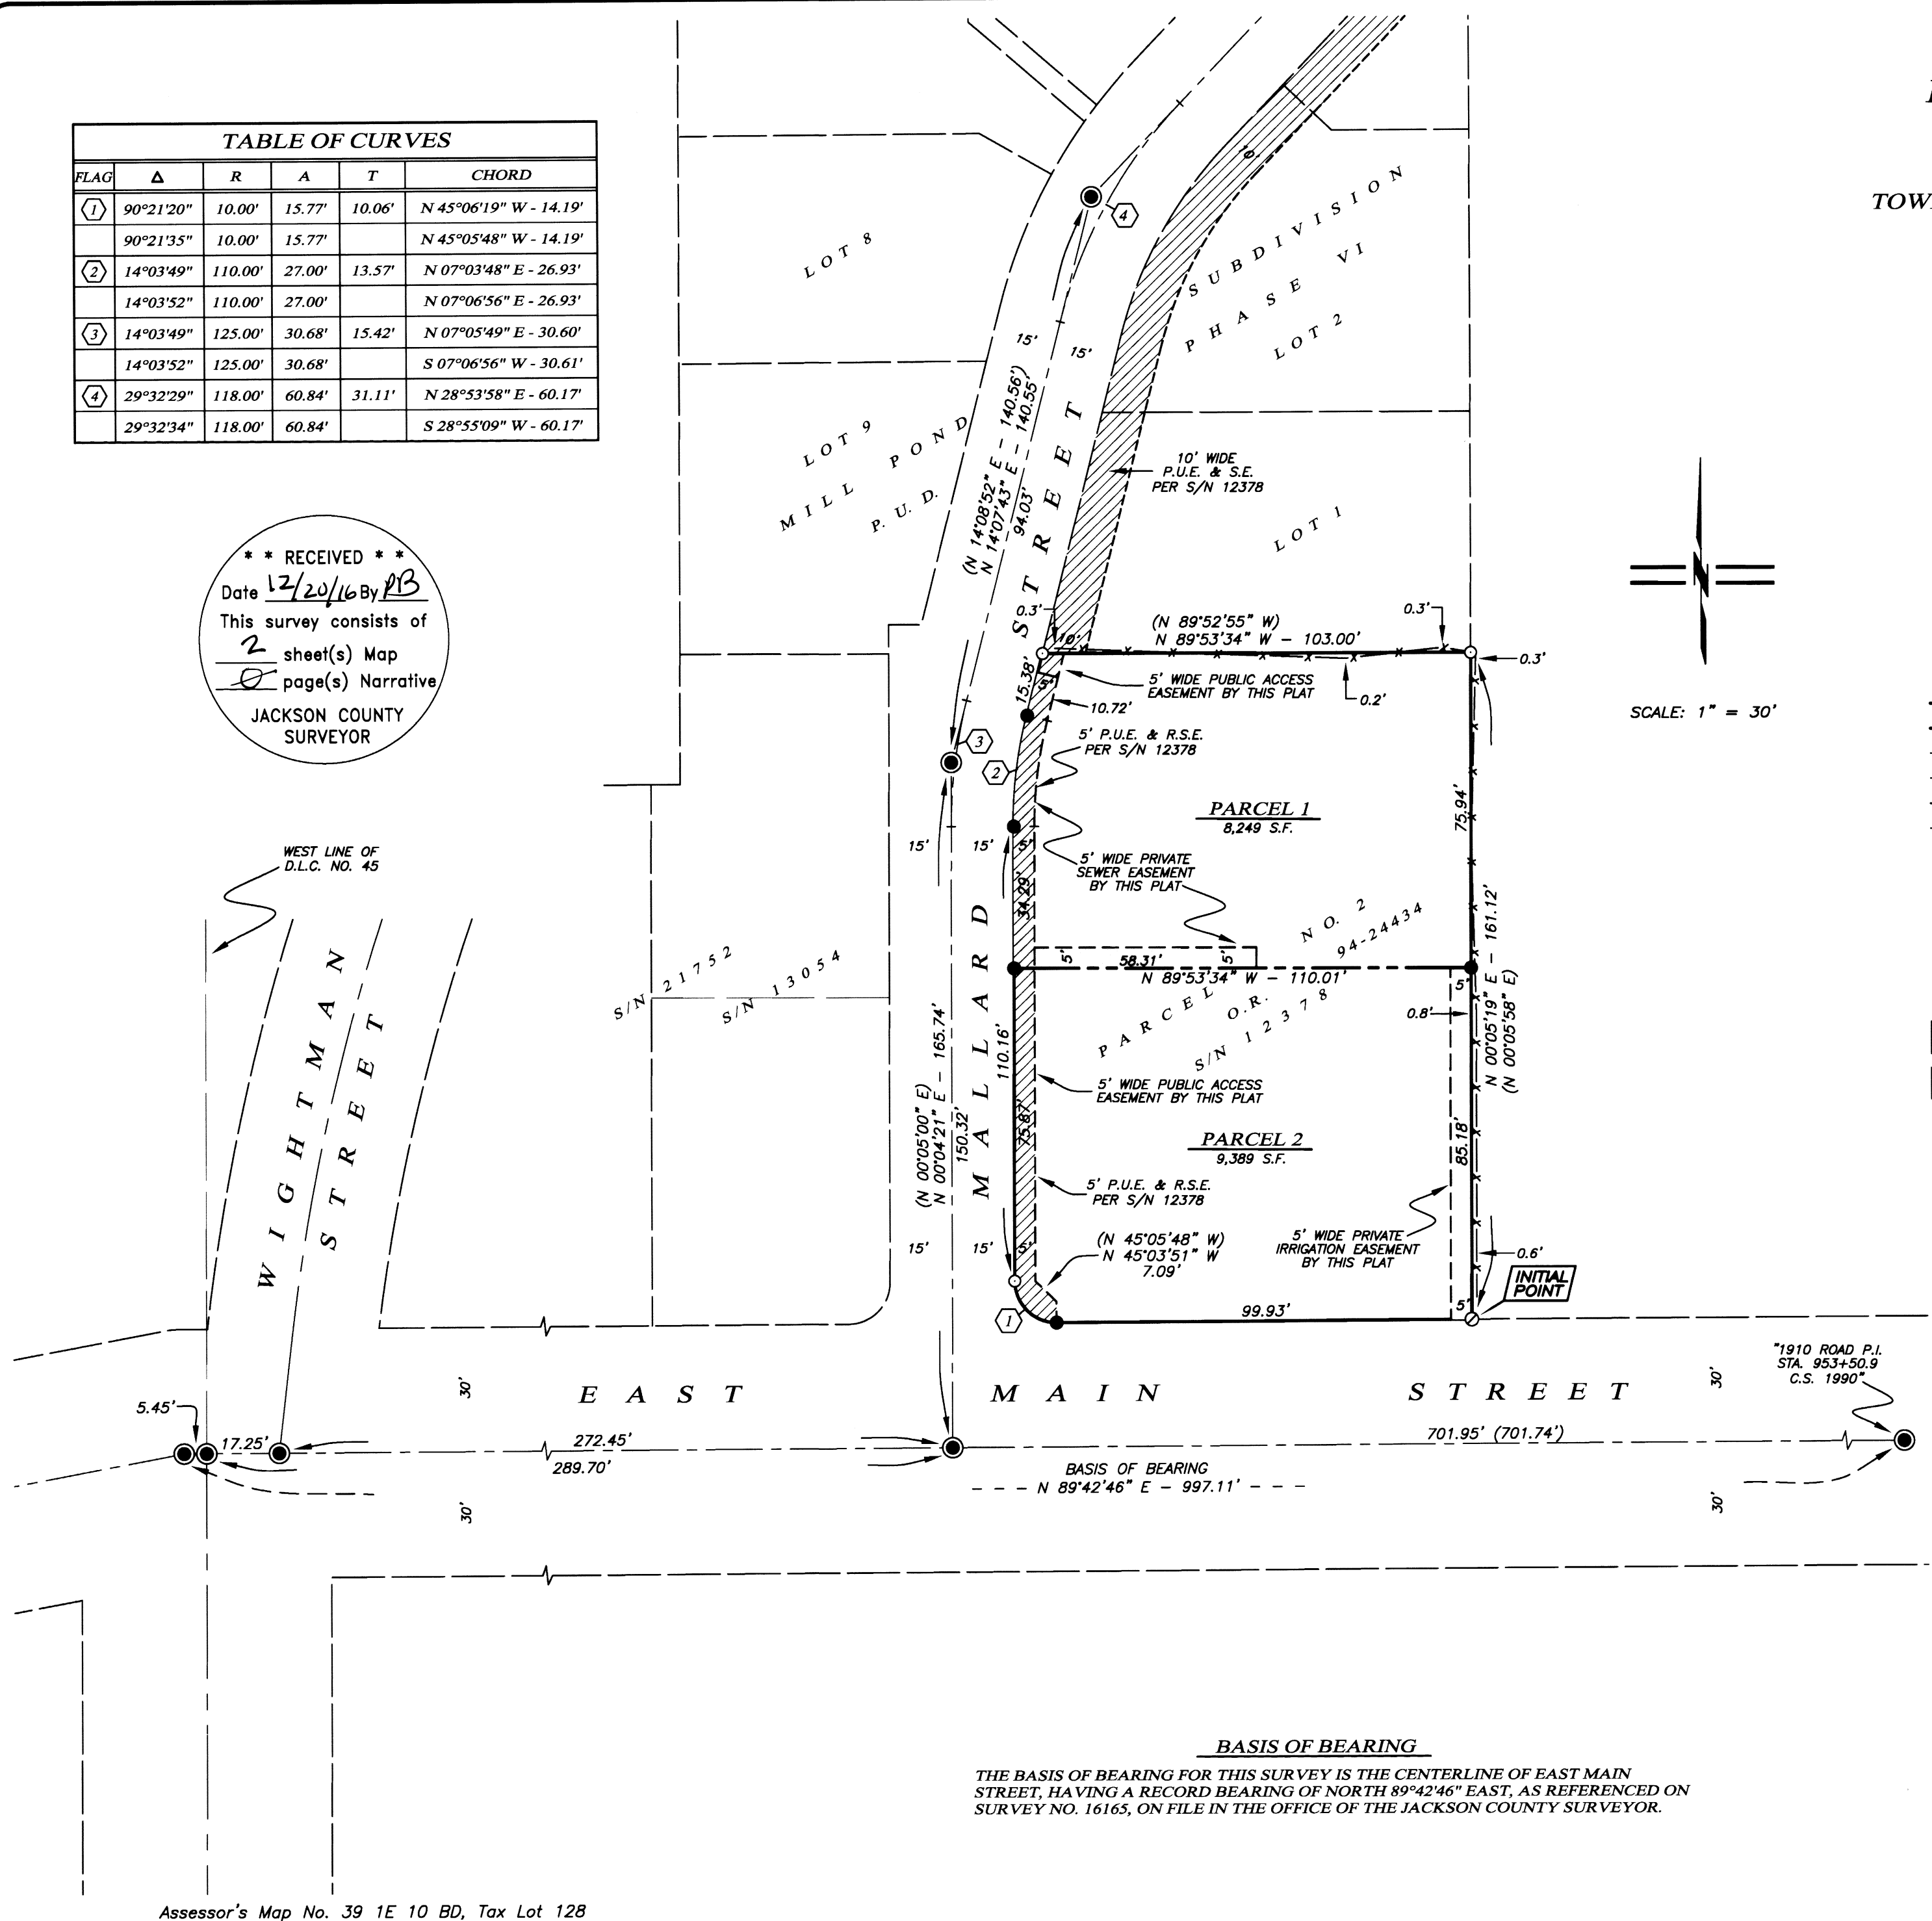 TABLE OF CURVES
FLAG Δ R A T CHORD
1 90°21'20" 10.00' 15.77' 10.06' N 45°06'19" W - 14.19'
90°21'35" 10.00' 15.77' N 45°05'48" W - 14.19'
2 14°03'49" 110.00' 27.00' 13.57' N 07°03'48" E - 26.93'
14°03'52" 110.00' 27.00' N 07°06'56" E - 26.93'
3 14°03'49" 125.00' 30.68' 15.42' N 07°05'49" E - 30.60'
14°03'52" 125.00' 30.68' S 07°06'56" W - 30.61'
4 29°32'29" 118.00' 60.84' 31.11' N 28°53'58" E - 60.17'
29°32'34" 118.00' 60.84' S 28°55'09" W - 60.17'
* * RECEIVED * *
Date 12/20/16 By PB
This survey consists of
2 sheet(s) Map
0 page(s) Narrative
JACKSON COUNTY
SURVEYOR
LOT 8
LOT 9
MILL POND
P.U.D.
4
10'
SUBDIVISION
PHASE VI
LOT 2
LOT 1
15'
15'
(N 14°08'52" E - 140.56')
N 14°07'43" E - 140.55'
94.03'
STREET
10' WIDE
P.U.E. & S.E.
PER S/N 12378
SCALE: 1" = 30'
0.3'
10'
(N 89°52'55" W)
N 89°53'34" W - 103.00'
0.3'
0.3'
0.2'
15.38'
5'
5' WIDE PUBLIC ACCESS
EASEMENT BY THIS PLAT
10.72'
5' P.U.E. & R.S.E.
PER S/N 12378
3
2
PARCEL 1
8,249 S.F.
75.94'
15'
15'
5'
5' WIDE PRIVATE
SEWER EASEMENT
BY THIS PLAT
34.29'
MALLARD
5'
58.31'
5'
N 89°53'34" W - 110.01'
PARCEL NO. 2
O.R. 94-24434
S/N 12378
5'
0.8'
N 00°05'19" E - 161.12'
(N 00°05'58" E)
WEST LINE OF
D.L.C. NO. 45
WIGHTMAN
STREET
S/N 21752
S/N 13054
(N 00°05'00" E)
N 00°04'21" E - 165.74'
150.32'
110.16'
75.87'
5' WIDE PUBLIC ACCESS
EASEMENT BY THIS PLAT
PARCEL 2
9,389 S.F.
85.18'
5' P.U.E. & R.S.E.
PER S/N 12378
15'
15'
5'
(N 45°05'48" W)
N 45°03'51" W
7.09'
5' WIDE PRIVATE
IRRIGATION EASEMENT
BY THIS PLAT
0.6'
INITIAL
POINT
5'
1
99.93'
30'
EAST MAIN STREET
30'
"1910 ROAD P.I.
STA. 953+50.9
C.S. 1990"
5.45'
17.25'
272.45'
289.70'
701.95' (701.74')
BASIS OF BEARING
- - - N 89°42'46" E - 997.11' - - -
30'
30'
BASIS OF BEARING
THE BASIS OF BEARING FOR THIS SURVEY IS THE CENTERLINE OF EAST MAIN
STREET, HAVING A RECORD BEARING OF NORTH 89°42'46" EAST, AS REFERENCED ON
SURVEY NO. 16165, ON FILE IN THE OFFICE OF THE JACKSON COUNTY SURVEYOR.
Assessor's Map No. 39 1E 10 BD, Tax Lot 128